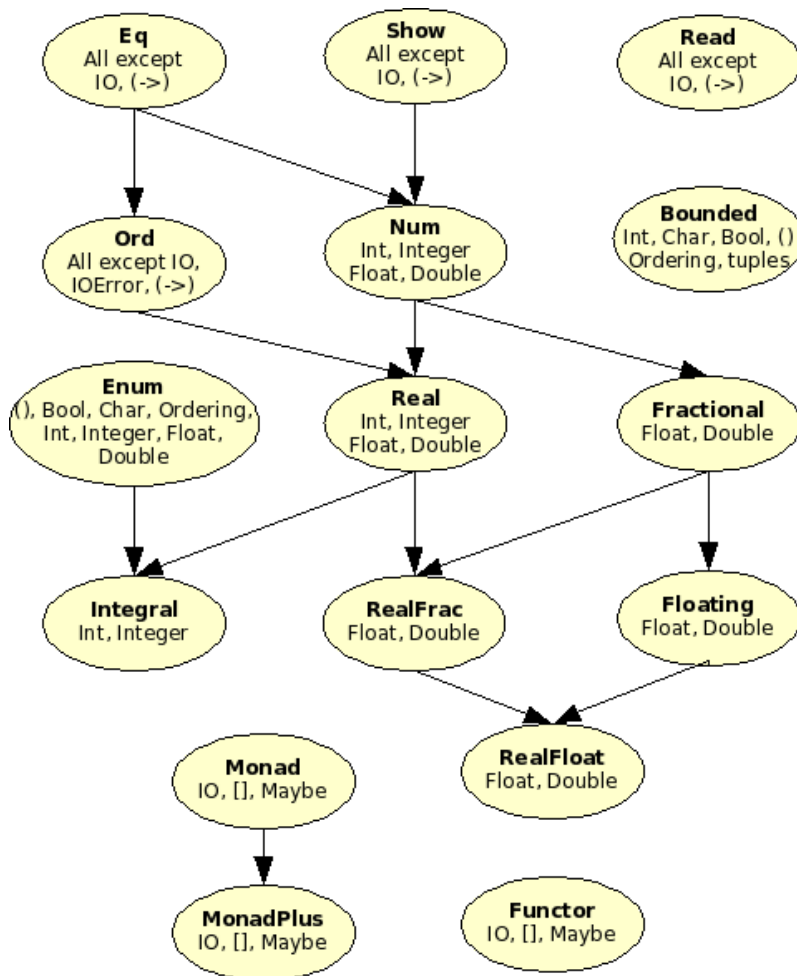 Eq
All except
IO, (->)
Show
All except
IO, (->)
Read
All except
IO, (->)
Ord
All except IO,
IOError, (->)
Num
Int, Integer
Float, Double
Bounded
Int, Char, Bool, ()
Ordering, tuples
Enum
(), Bool, Char, Ordering,
Int, Integer, Float,
Double
Real
Int, Integer
Float, Double
Fractional
Float, Double
Integral
Int, Integer
RealFrac
Float, Double
Floating
Float, Double
Monad
IO, [], Maybe
RealFloat
Float, Double
MonadPlus
IO, [], Maybe
Functor
IO, [], Maybe